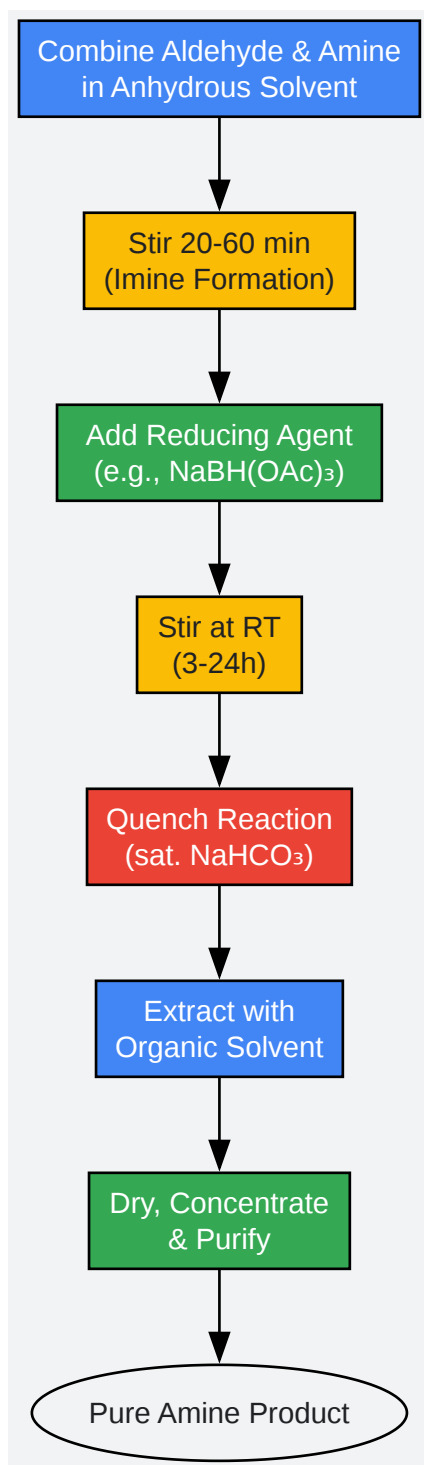 Combine Aldehyde & Amine
in Anhydrous Solvent
Stir 20-60 min
(Imine Formation)
Add Reducing Agent
(e.g., NaBH(OAc)₃)
Stir at RT
(3-24h)
Quench Reaction
(sat. NaHCO₃)
Extract with
Organic Solvent
Dry, Concentrate
& Purify
Pure Amine Product